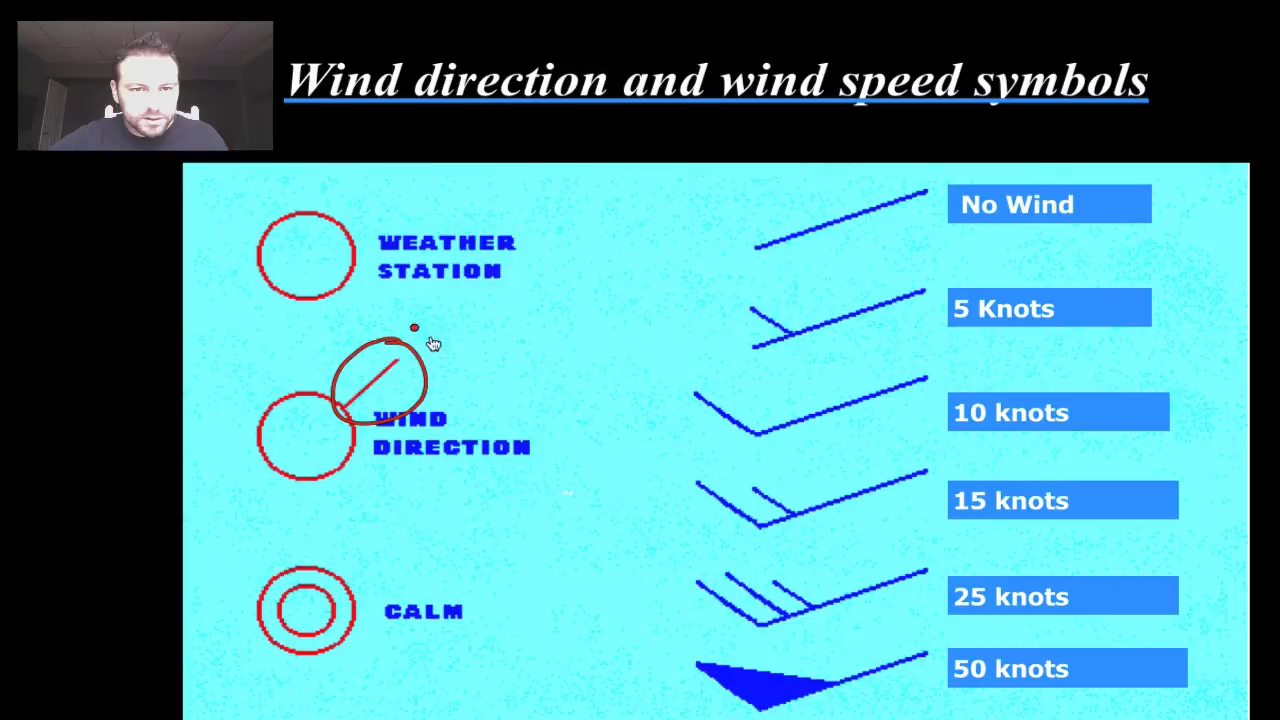 Wind direction and wind speed symbols
WEATHER
STATION
WIND
DIRECTION
CALM
No Wind
5 Knots
10 knots
15 knots
25 knots
50 knots